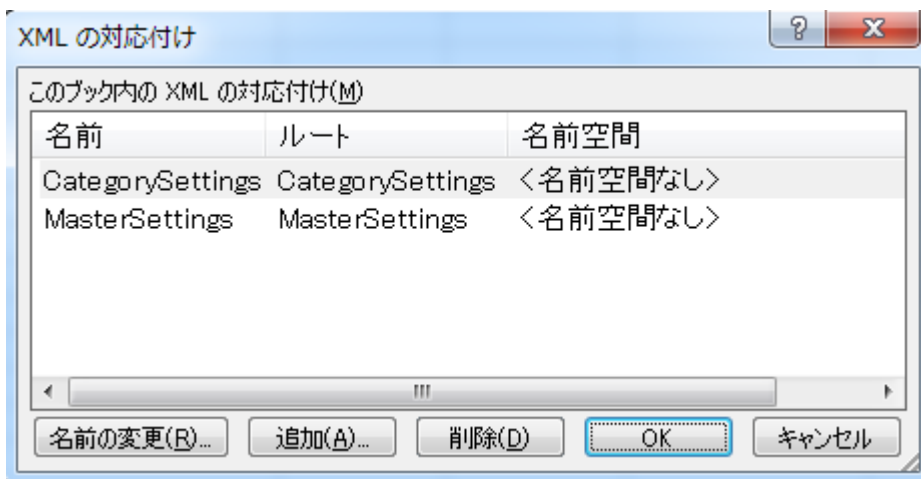 XML の対応付け
このブック内の XML の対応付け(M)
名前 ルート 名前空間
CategorySettings CategorySettings <名前空間なし>
MasterSettings MasterSettings <名前空間なし>
名前の変更(R)... 追加(A)... 削除(D) OK キャンセル